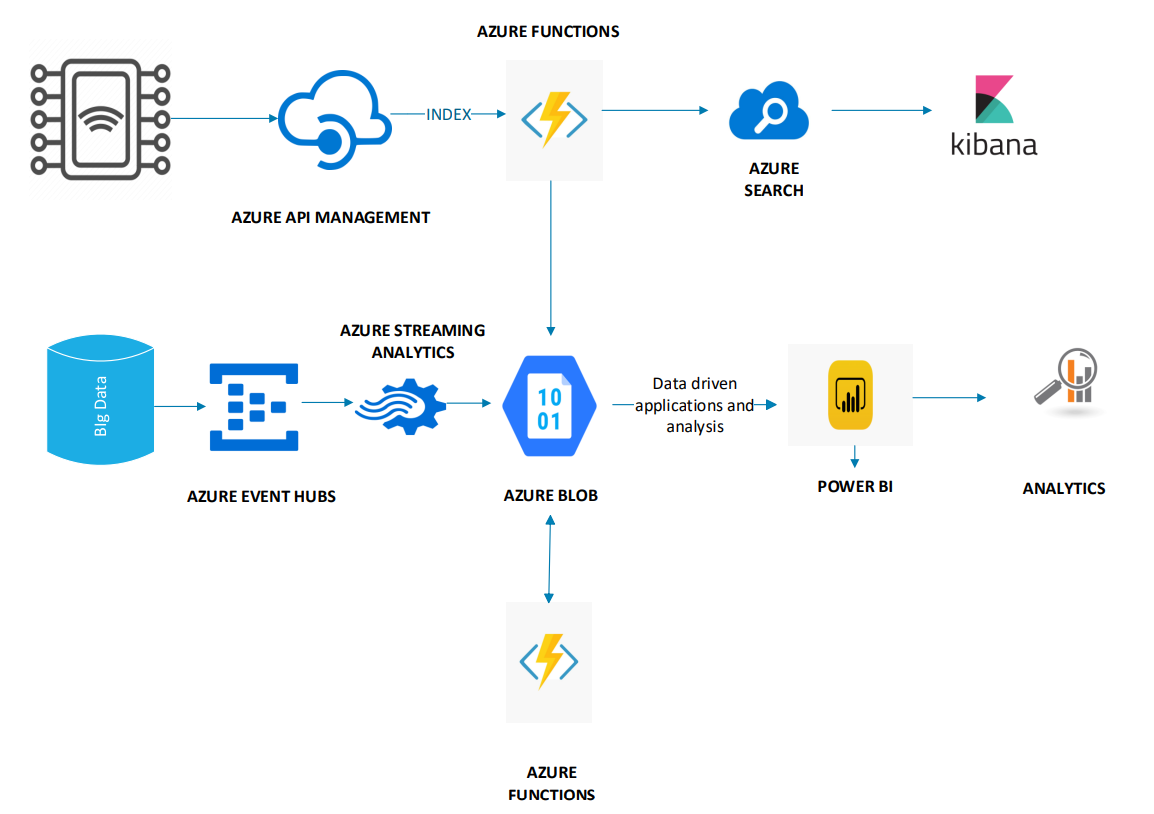 AZURE FUNCTIONS
INDEX
kibana
AZURE
SEARCH
AZURE API MANAGEMENT
AZURE STREAMING
ANALYTICS
BIg Data
10
01
Data driven
applications and
analysis
POWER BI
ANALYTICS
AZURE EVENT HUBS
AZURE BLOB
AZURE
FUNCTIONS